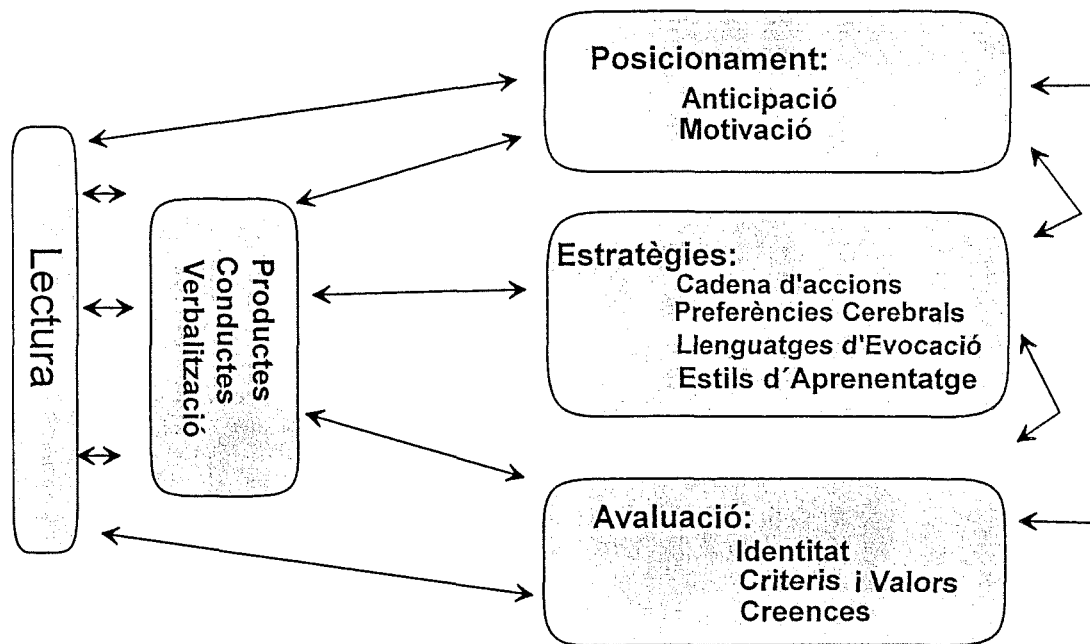 Lectura
Productes
Conductes
Verbalització
Posicionament:
Anticipació
Motivació
Estratègies:
Cadena d'accions
Preferències Cerebrals
Llenguatges d'Evocació
Estils d´Aprenentatge
Avaluació:
Identitat
Criteris i Valors
Creences